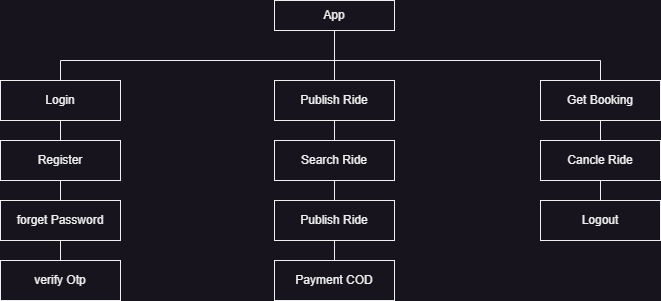 App
Login
Publish Ride
Get Booking
Register
Search Ride
Cancle Ride
forget Password
Publish Ride
Logout
verify Otp
Payment COD